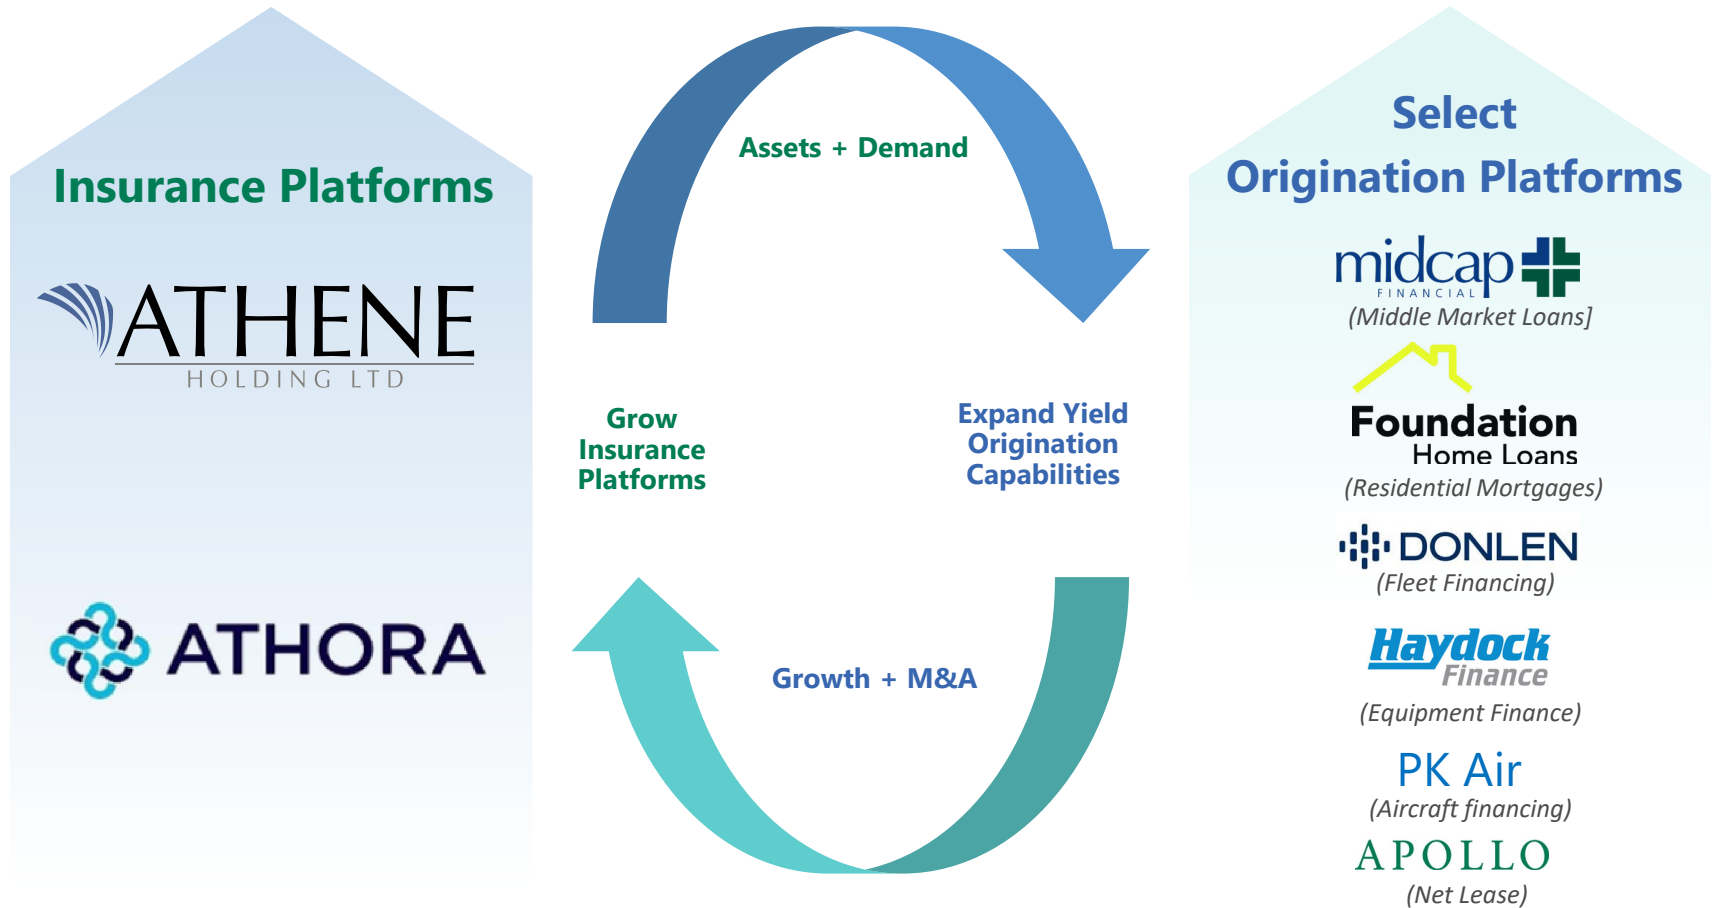 Insurance Platforms
ATHENE
HOLDING LTD
ATHORA
Assets + Demand
Grow
Insurance
Platforms
Expand Yield
Origination
Capabilities
Growth + M&A
Select
Origination Platforms
midcap
FINANCIAL
(Middle Market Loans]
Foundation
Home Loans
(Residential Mortgages)
DONLEN
(Fleet Financing)
Haydock
Finance
(Equipment Finance)
PK Air
(Aircraft financing)
APOLLO
(Net Lease)